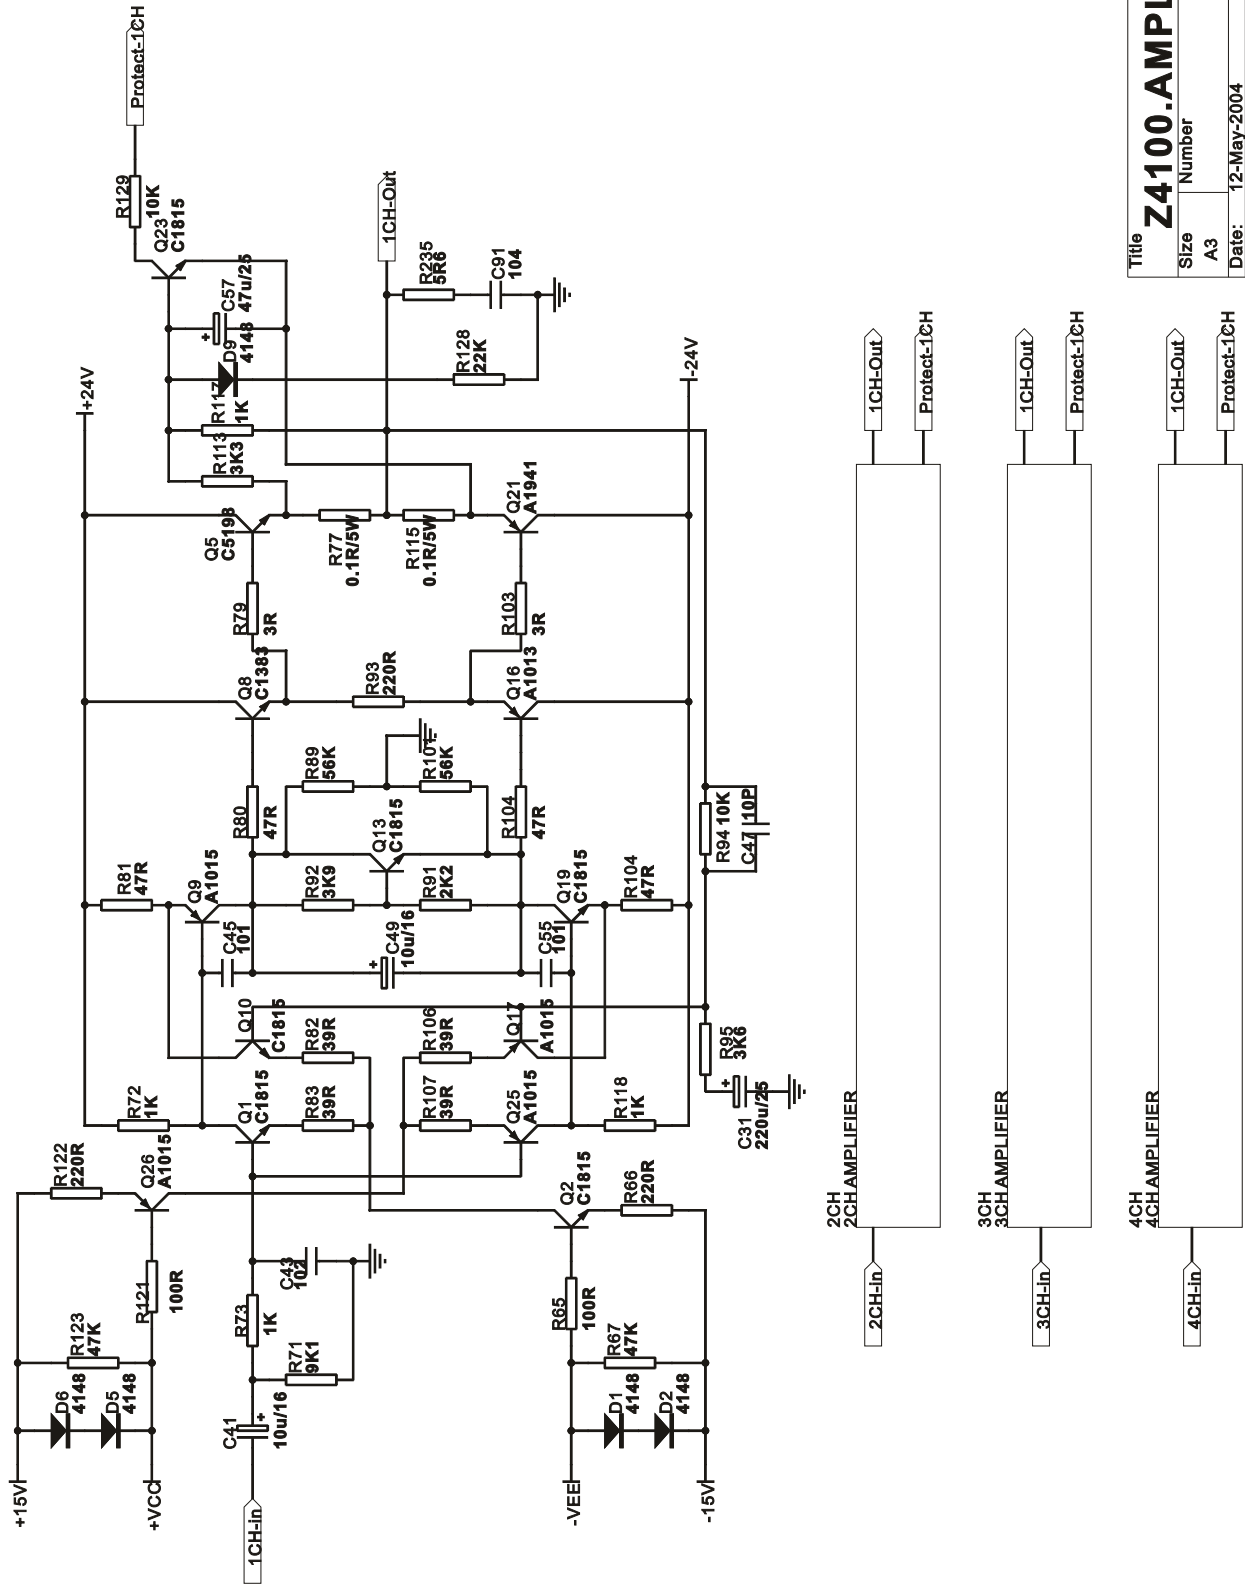 Protect-1CH
R129
10K
Q23
C1815
C57
47u/25
D9
4148
R117
1K
R113
3K3
+24V
1CH-Out
R235
5R6
C91
104
R128
22K
-24V
Q5
C5198
R77
0.1R/5W
R115
0.1R/5W
Q21
A1941
R79
3R
R103
3R
Q8
C1383
R93
220R
Q16
A1013
R89
56K
56K
R80
47R
Q13
C1815
R104
47R
R94 10K
C47 10P
R81
47R
Q9
A1015
R92
3K9
R91
2K2
Q19
C1815
R104
47R
C45
101
C49
10u/16
C55
101
Q10
C1815
R82
39R
R106
39R
Q17
A1015
R95
3K6
C31
220u/25
R72
1K
Q1
C1815
R83
39R
R107
39R
Q25
A1015
R118
1K
R122
220R
Q26
A1015
Q2
C1815
R66
220R
R121
100R
R73
1K
C43
102
R65
100R
R123
47K
R71
9K1
R67
47K
D6
4148
D5
4148
C41
10u/16
D1
4148
D2
4148
+15V
+VCC
1CH-in
-VEE
-15V
2CH
2CH AMPLIFIER
2CH-in
1CH-Out
Protect-1CH
3CH
3CH AMPLIFIER
3CH-in
1CH-Out
Protect-1CH
4CH
4CH AMPLIFIER
4CH-in
1CH-Out
Protect-1CH
Title
Z4100.AMPL
Size
Number
A3
Date:
12-May-2004